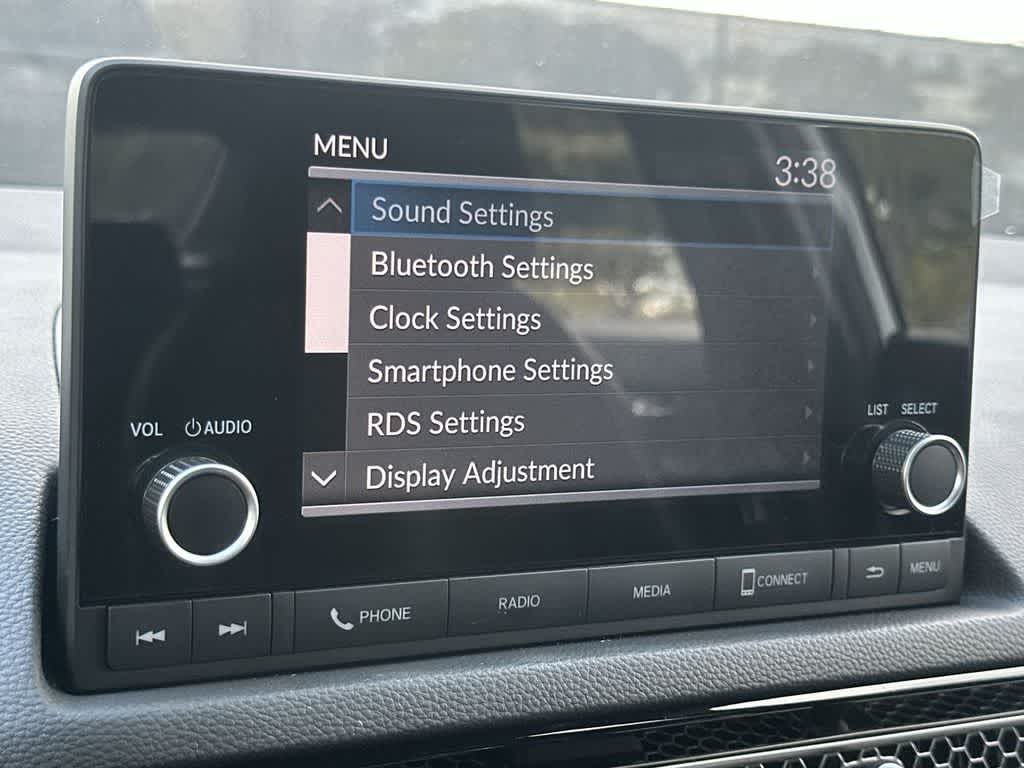 MENU
3:38
Sound Settings
Bluetooth Settings
Clock Settings
Smartphone Settings
RDS Settings
Display Adjustment
VOL AUDIO
LIST SELECT
PHONE RADIO MEDIA CONNECT MENU